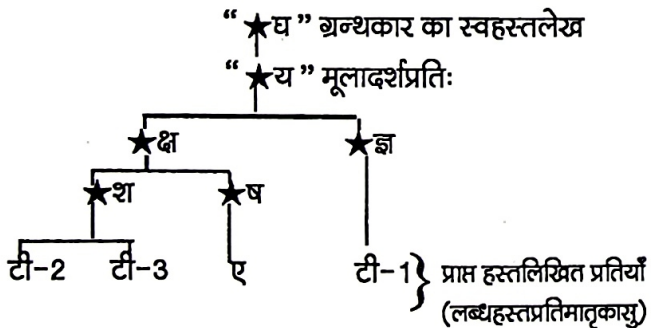 “ ★घ ” ग्रन्थकार का स्वहस्तलेख
“ ★य ” मूलादर्शप्रतिः
★क्ष ★ज्ञ
★श ★ष
टी-2 टी-3 ए टी-1 } प्राप्त हस्तलिखित प्रतियाँ
(लब्धहस्तप्रतिमातृकासु)